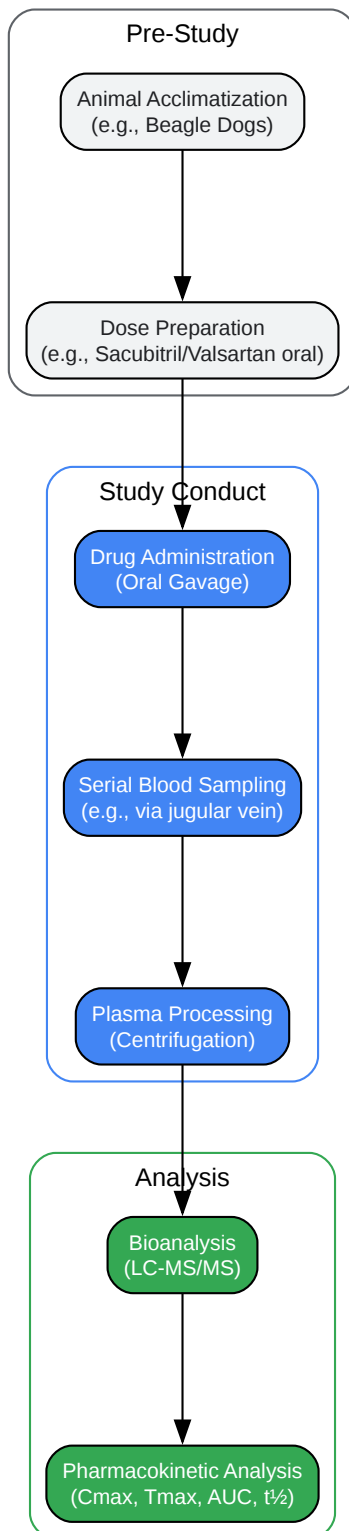 Pre-Study
Animal Acclimatization
(e.g., Beagle Dogs)
Dose Preparation
(e.g., Sacubitril/Valsartan oral)
Study Conduct
Drug Administration
(Oral Gavage)
Serial Blood Sampling
(e.g., via jugular vein)
Plasma Processing
(Centrifugation)
Analysis
Bioanalysis
(LC-MS/MS)
Pharmacokinetic Analysis
(Cmax, Tmax, AUC, t½)